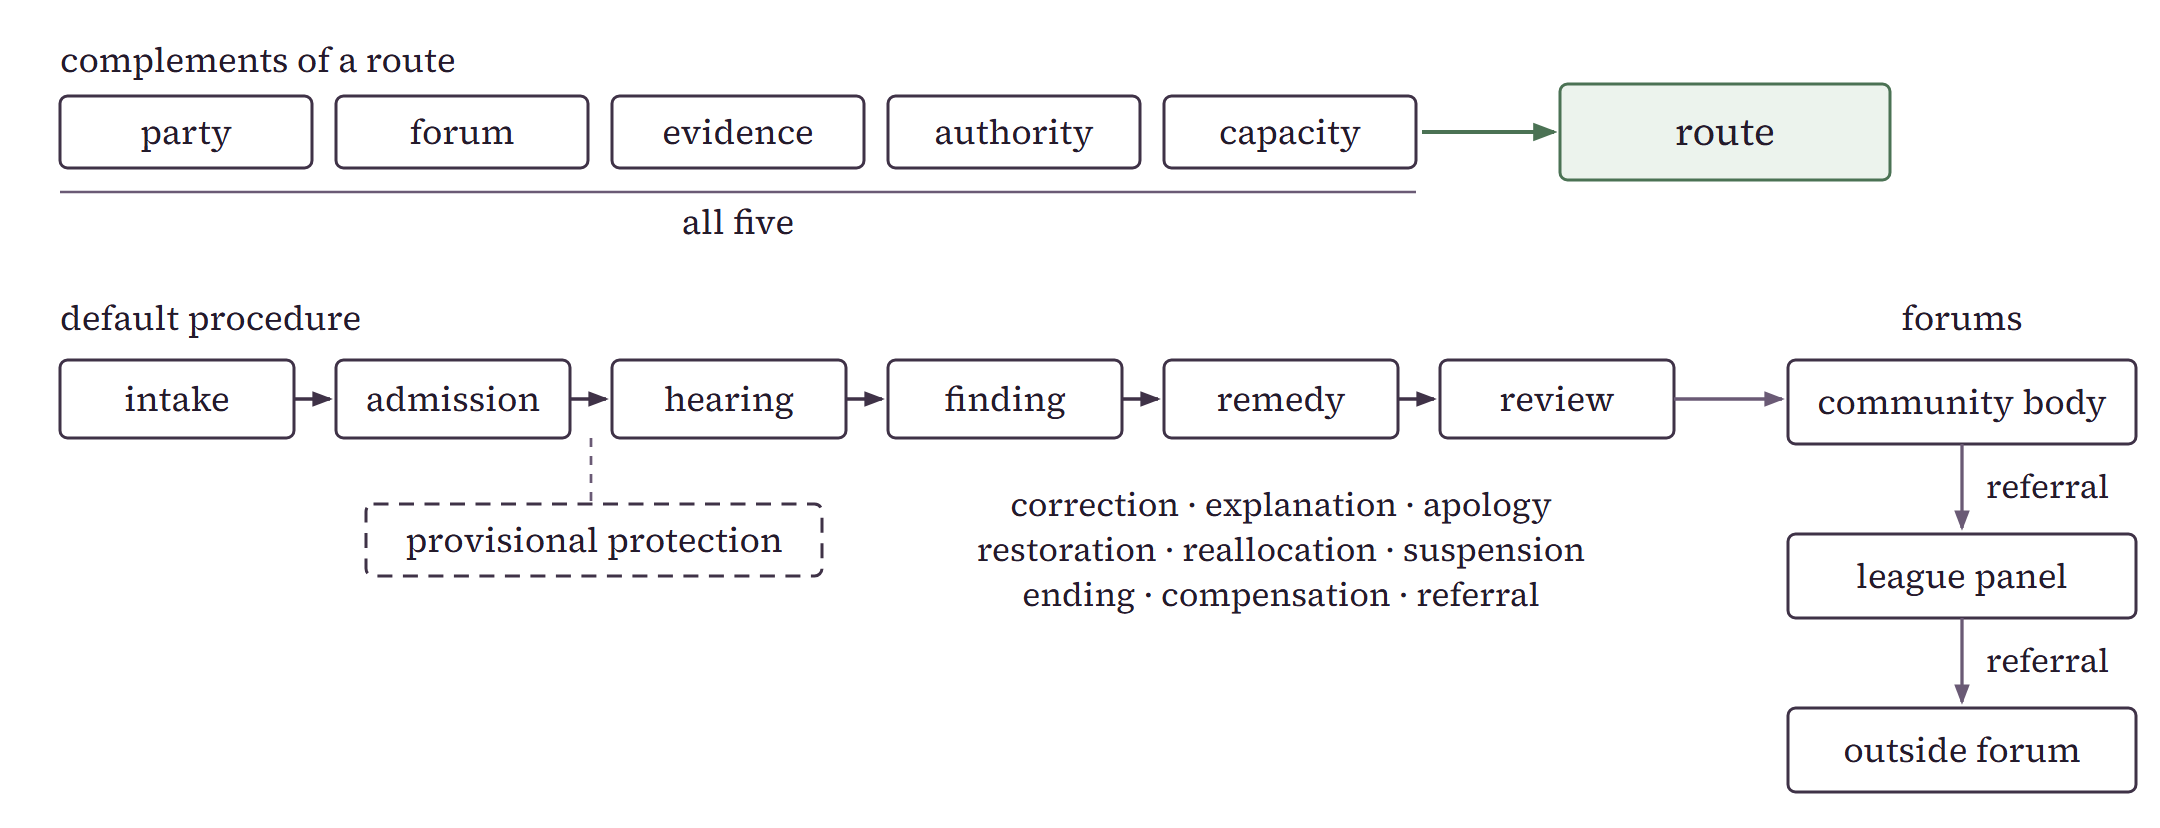 complements of a route
party
forum
evidence
authority
capacity
route
all five
default procedure
forums
intake
admission
hearing
finding
remedy
review
community body
provisional protection
correction · explanation · apology
restoration · reallocation · suspension
ending · compensation · referral
referral
league panel
referral
outside forum